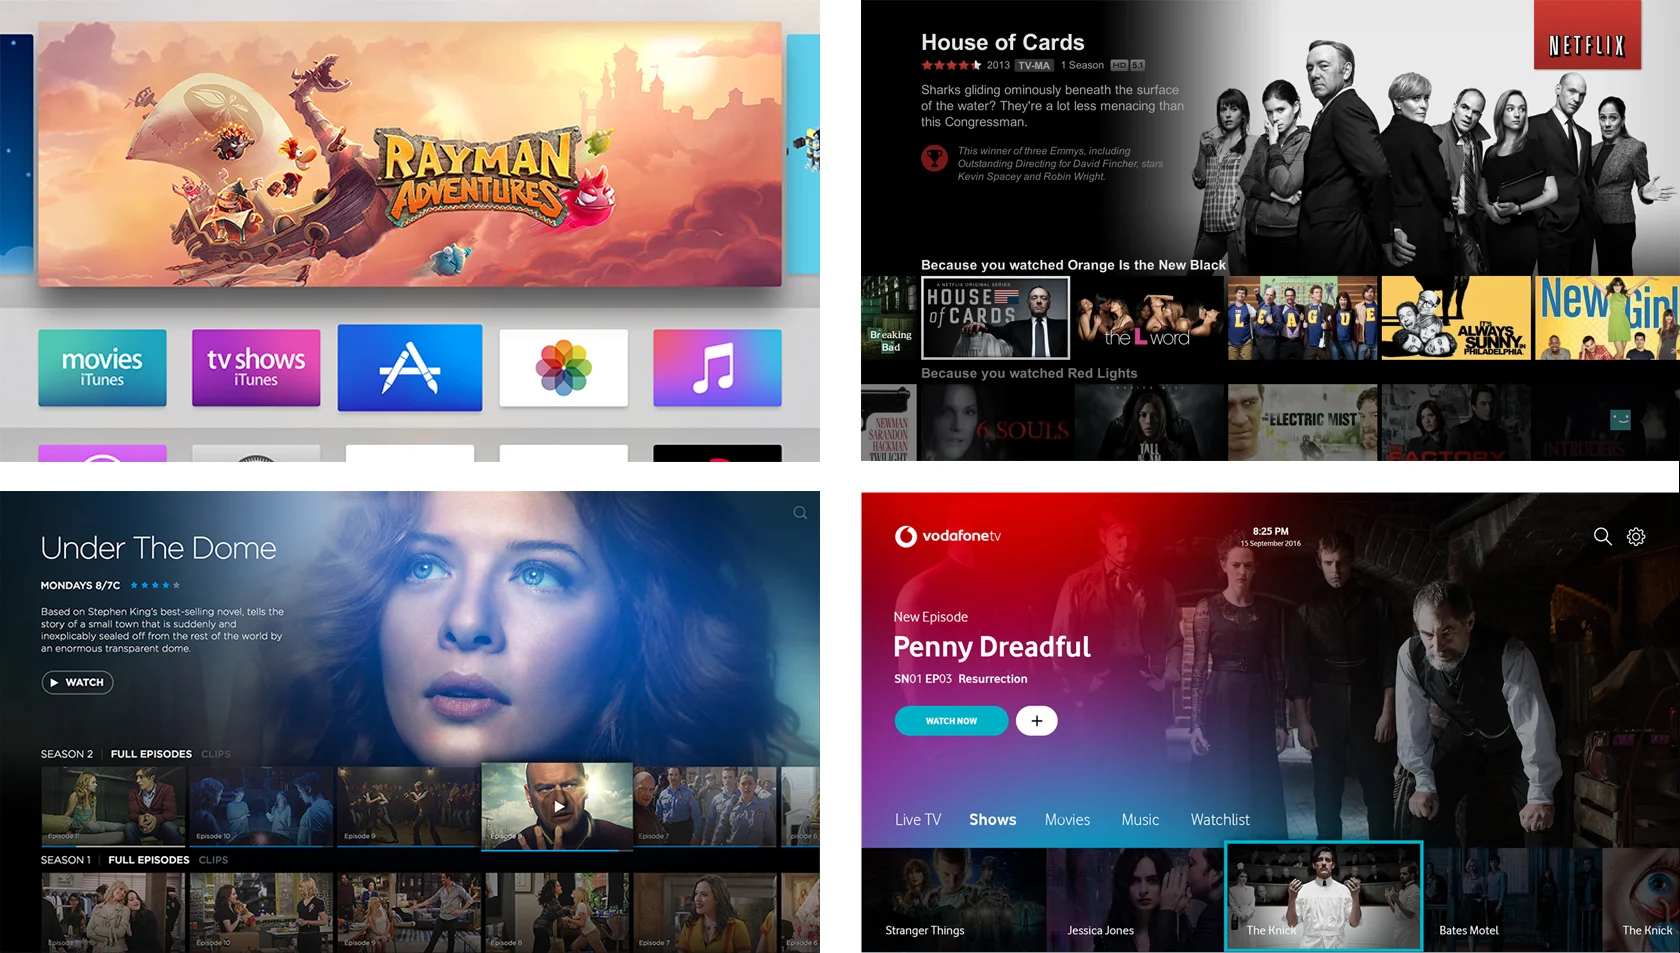 RAYMAN
ADVENTURES
movies
iTunes
tv shows
iTunes
House of Cards
2013 TV-MA 1 Season HD 5.1
NETFLIX
Sharks gliding ominously beneath the surface
of the water? They're a lot less menacing than
this Congressman.
This winner of three Emmys, including
Outstanding Directing for David Fincher, stars
Kevin Spacey and Robin Wright.
Because you watched Orange Is the New Black
Breaking
Bad
A NETFLIX ORIGINAL SERIES
HOUSE
of CARDS
the L word
LEAGUE
IT'S
ALWAYS
SUNNY IN
PHILADELPHIA
New Girl
Because you watched Red Lights
NEWMAN
SARANDON
HACKMAN
TWILIGHT
6 SOULS
TALL
MAN
THE ELECTRIC MIST
FACTORY
INTRUDERS
Under The Dome
MONDAYS 8/7C
Based on Stephen King's best-selling novel, tells the
story of a small town that is suddenly and
inexplicably sealed off from the rest of the world by
an enormous transparent dome.
WATCH
SEASON 2 | FULL EPISODES CLIPS
Episode 11
Episode 10
Episode 9
Episode 8
Episode 7
Episode 6
SEASON 1 | FULL EPISODES CLIPS
Episode 11
Episode 10
Episode 9
Episode 8
Episode 7
Episode 6
vodafonetv
8:25 PM
15 September 2016
New Episode
Penny Dreadful
SN01 EP03 Resurrection
WATCH NOW
+
Live TV Shows Movies Music Watchlist
Stranger Things
Jessica Jones
The Knick
Bates Motel
The Knick